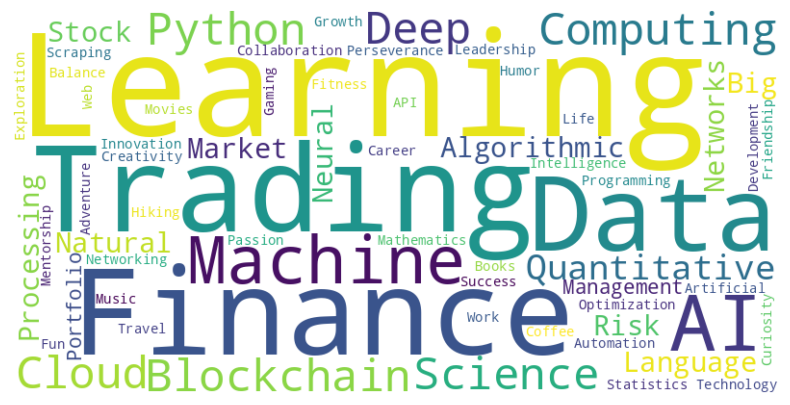 Stock
Python
Growth
Deep
Computing
Scraping
Collaboration
Perseverance
Leadership
Learning
Exploration
Balance
Web
Movies
Gaming
Fitness
Humor
API
Big
Networks
Life
Innovation
Creativity
Market
Neural
Career
Algorithmic
Intelligence
Development
Friendship
Trading
Data
Programming
Processing
Mentorship
Adventure
Hiking
Natural
Passion
Mathematics
Networking
Machine
Books
Success
Quantitative
Portfolio
Finance
Music
Management
Artificial
Optimization
AI
Travel
Work
Coffee
Risk
Curiosity
Fun
Automation
Cloud
Blockchain
Science
Language
Statistics
Technology